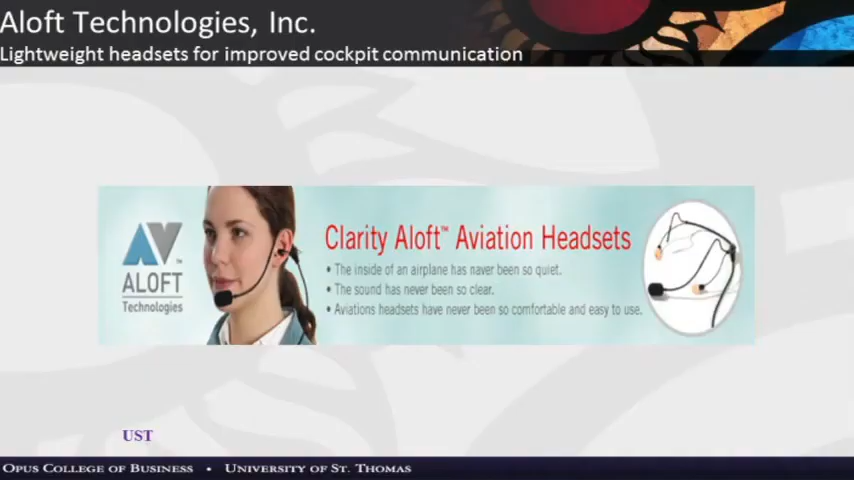 Aloft Technologies, Inc.
Lightweight headsets for improved cockpit communication
Clarity Aloft™ Aviation Headsets
• The inside of an airplane has naver been so quiet.
• The sound has never been so clear.
• Aviations headsets have never been so comfortable and easy to use.
ALOFT
Technologies
UST
OPUS COLLEGE OF BUSINESS • UNIVERSITY OF ST. THOMAS